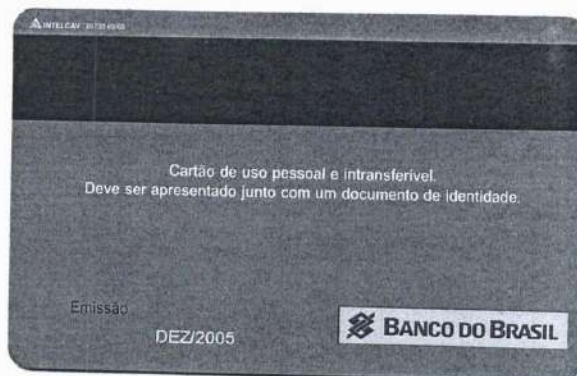 INTELCAV
Cartão de uso pessoal e intransferível.
Deve ser apresentado junto com um documento de identidade.
Emissão
DEZ/2005
BANCO DO BRASIL